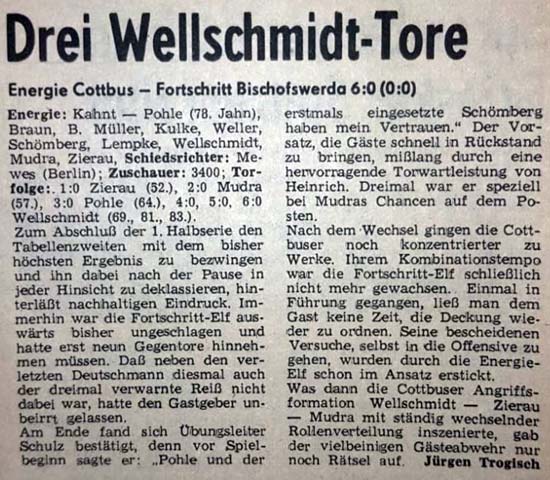 Drei Wellschmidt-Tore
Energie Cottbus – Fortschritt Bischofswerda 6:0 (0:0)
Energie: Kahnt — Pohle (78. Jahn),
Braun, B. Müller, Kulke, Weller,
Schömberg, Lempke, Wellschmidt,
Mudra, Zierau, Schiedsrichter: Me-
wes (Berlin); Zuschauer: 3400; Tor-
folge:. 1:0 Zierau (52.), 2:0 Mudra
(57.), 3:0 Pohle (64.), 4:0, 5:0, 6:0
Wellschmidt (69., 81., 83.).
Zum Abschluß der 1. Halbserie den
Tabellenzweiten mit dem bisher
höchsten Ergebnis zu bezwingen
und ihn dabei nach der Pause in
jeder Hinsicht zu deklassieren, hin-
terläßt nachhaltigen Eindruck. Im-
merhin war die Fortschritt-Elf aus-
wärts bisher ungeschlagen und
hatte erst neun Gegentore hinneh-
men müssen. Daß neben den ver-
letzten Deutschmann diesmal auch
der dreimal verwarnte Reiß nicht
dabei war, hatte den Gastgeber un-
beirrt gelassen.
Am Ende fand sich Übungsleiter
Schulz bestätigt, denn vor Spiel-
beginn sagte er: „Pohle und der
erstmals eingesetzte Schömberg
haben mein Vertrauen.“ Der Vor-
satz, die Gäste schnell in Rückstand
zu bringen, mißlang durch eine
hervorragende Torwartleistung von
Heinrich. Dreimal war er speziell
bei Mudras Chancen auf dem Po-
sten.
Nach dem Wechsel gingen die Cott-
buser noch konzentrierter zu
Werke. Ihrem Kombinationstempo
war die Fortschritt-Elf schließlich
nicht mehr gewachsen. Einmal in
Führung gegangen, ließ man dem
Gast keine Zeit, die Deckung wie-
der zu ordnen. Seine bescheidenen
Versuche, selbst in die Offensive zu
gehen, wurden durch die Energie-
Elf schon im Ansatz erstickt.
Was dann die Cottbuser Angriffs-
formation Wellschmidt — Zierau
— Mudra mit ständig wechselnder
Rollenverteilung inszenierte, gab
der vielbeinigen Gästeabwehr nur
noch Rätsel auf. Jürgen Trogisch